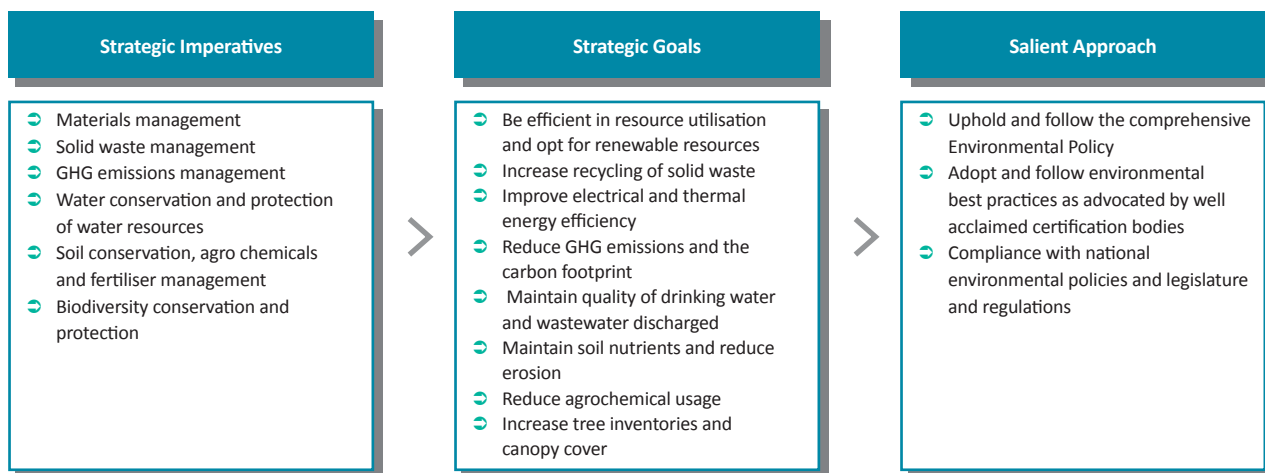 Strategic Imperatives
Materials management
Solid waste management
GHG emissions management
Water conservation and protection
of water resources
Soil conservation, agro chemicals
and fertiliser management
Biodiversity conservation and
protection
Strategic Goals
Be efficient in resource utilisation
and opt for renewable resources
Increase recycling of solid waste
Improve electrical and thermal
energy efficiency
Reduce GHG emissions and the
carbon footprint
Maintain quality of drinking water
and wastewater discharged
Maintain soil nutrients and reduce
erosion
Reduce agrochemical usage
Increase tree inventories and
canopy cover
Salient Approach
Uphold and follow the comprehensive
Environmental Policy
Adopt and follow environmental
best practices as advocated by well
acclaimed certification bodies
Compliance with national
environmental policies and legislature
and regulations